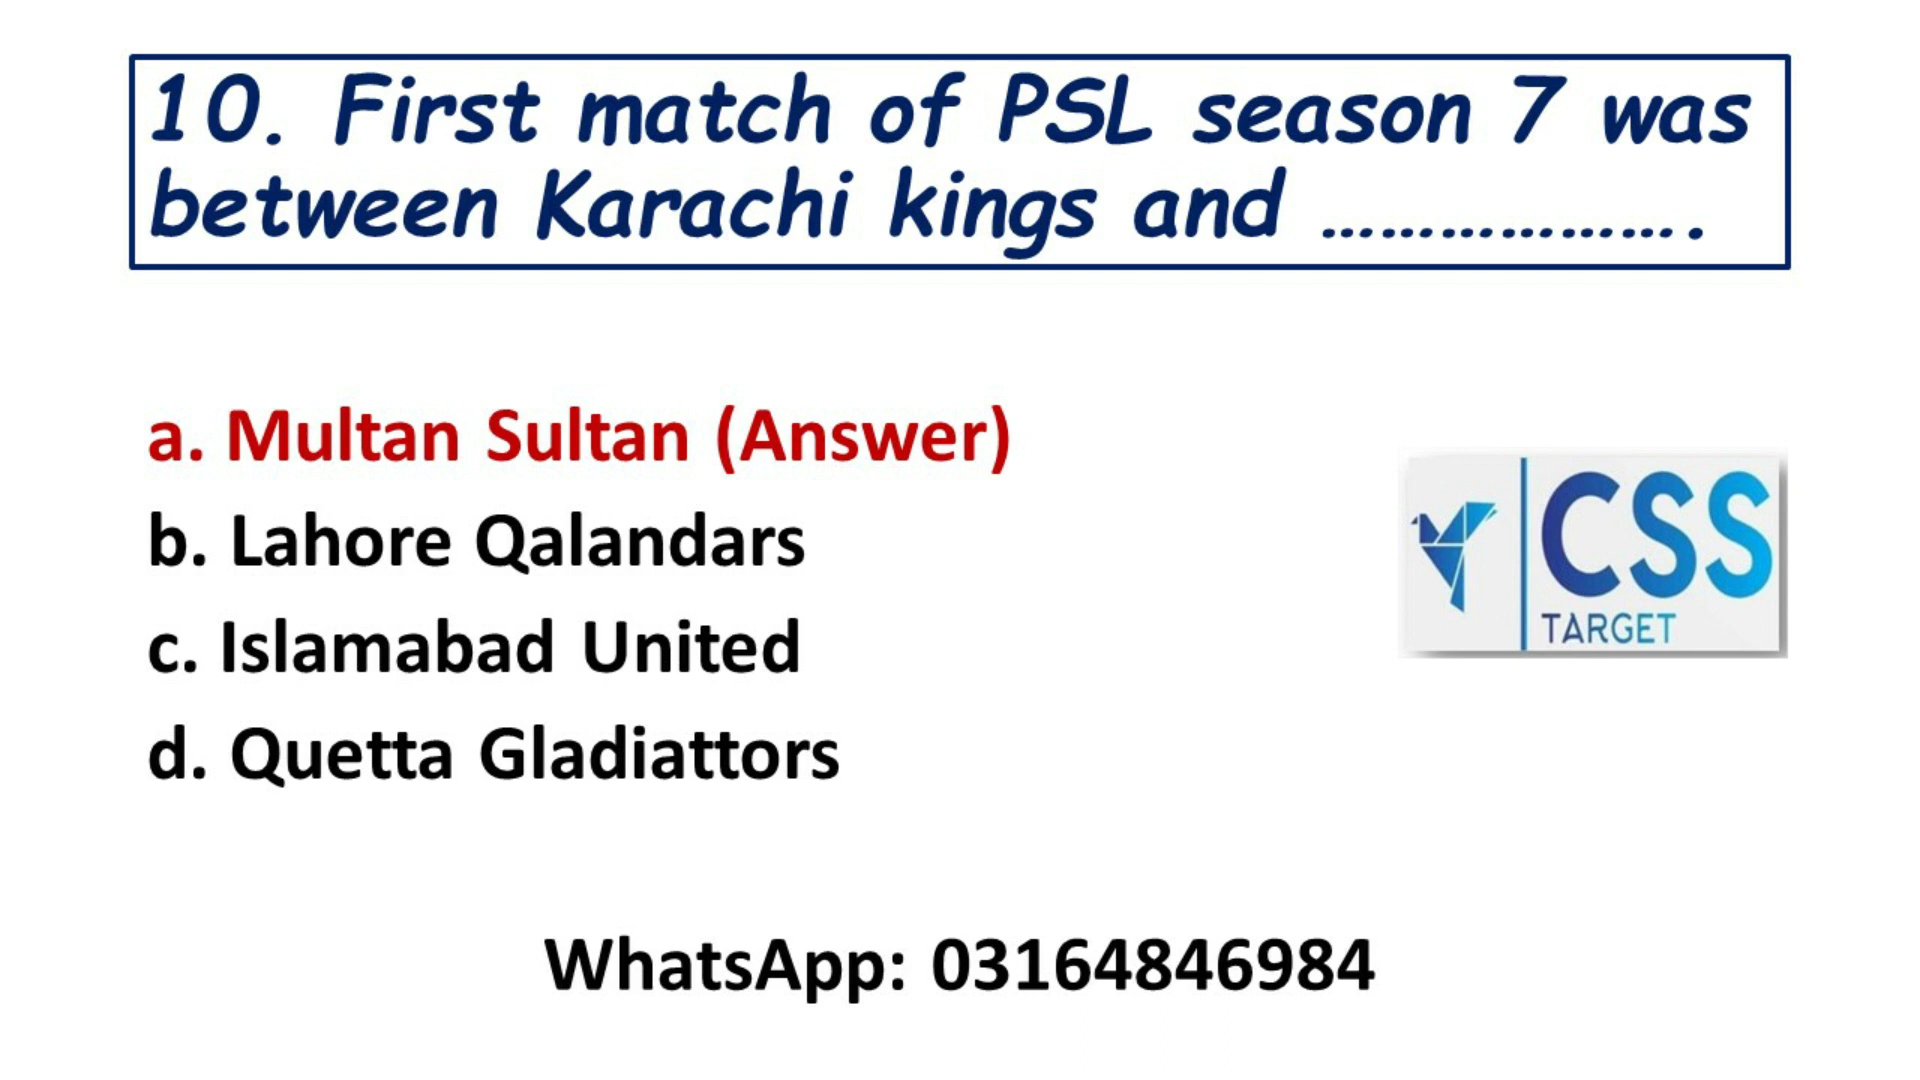 10. First match of PSL season 7 was
between Karachi kings and ………………….
a. Multan Sultan (Answer)
b. Lahore Qalandars
c. Islamabad United
d. Quetta Gladiattors
CSS
TARGET
WhatsApp: 03164846984